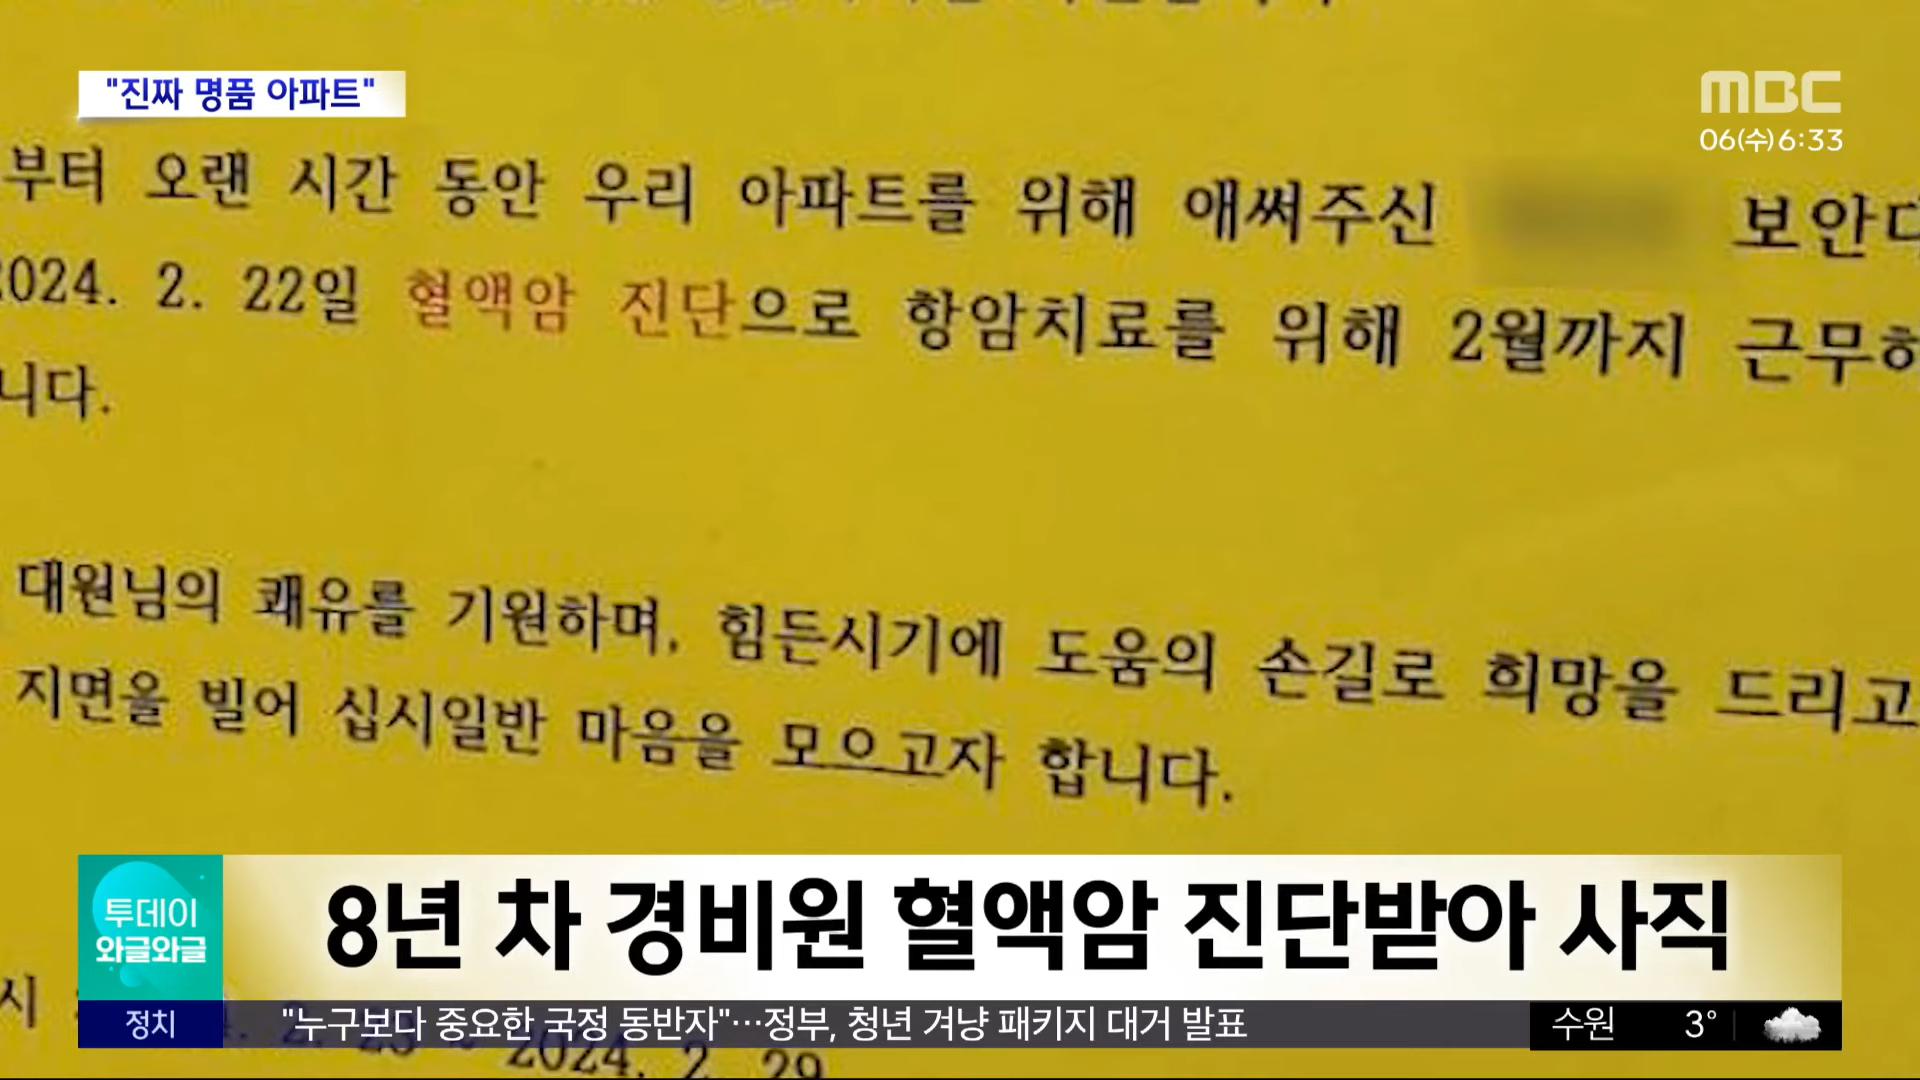 "진짜 명품 아파트"
MBC
06(수)6:33
부터 오랜 시간 동안 우리 아파트를 위해 애써주신 보안대
2024. 2. 22일 혈액암 진단으로 항암치료를 위해 2월까지 근무하
니다.
대원님의 쾌유를 기원하며, 힘든시기에 도움의 손길로 희망을 드리고
지면을 빌어 십시일반 마음을 모으고자 합니다.
투데이
와글와글
8년 차 경비원 혈액암 진단받아 사직
시 :
2024. 2. 29
정치
"누구보다 중요한 국정 동반자"…정부, 청년 겨냥 패키지 대거 발표
수원 3°